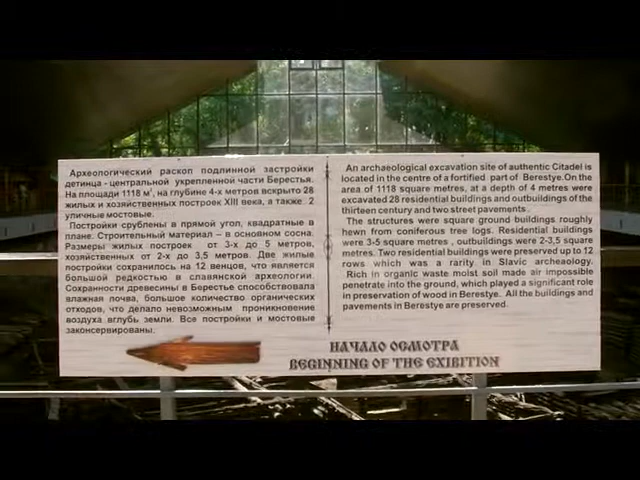 Археологический раскоп подлинной застройки
детинца - центральной укрепленной части Берестья.
На площади 1118 м², на глубине 4-х метров вскрыто 28
жилых и хозяйственных построек XIII века, а также 2
уличные мостовые.
Постройки срублены в прямой угол, квадратные в
плане. Строительный материал – в основном сосна.
Размеры жилых построек от 3-х до 5 метров,
хозяйственных от 2-х до 3,5 метров. Две жилые
постройки сохранилось на 12 венцов, что является
большой редкостью в славянской археологии.
Сохранности древесины в Берестье способствовала
влажная почва, большое количество органических
отходов, что делало невозможным проникновение
воздуха вглубь земли. Все постройки и мостовые
законсервированы.
An archaeological excavation site of authentic Citadel is
located in the centre of a fortified part of Berestye.On the
area of 1118 square metres, at a depth of 4 metres were
excavated 28 residential buildings and outbuildings of the
thirteen century and two street pavements .
The structures were square ground buildings roughly
hewn from coniferous tree logs. Residential buildings
were 3-5 square metres , outbuildings were 2-3,5 square
metres. Two residential buildings were preserved up to 12
rows which was a rarity in Slavic archaeology.
Rich in organic waste moist soil made air impossible
penetrate into the ground, which played a significant role
in preservation of wood in Berestye. All the buildings and
pavements in Berestye are preserved.
НАЧАЛО ОСМОТРА
BEGINNING OF THE EXIBITION